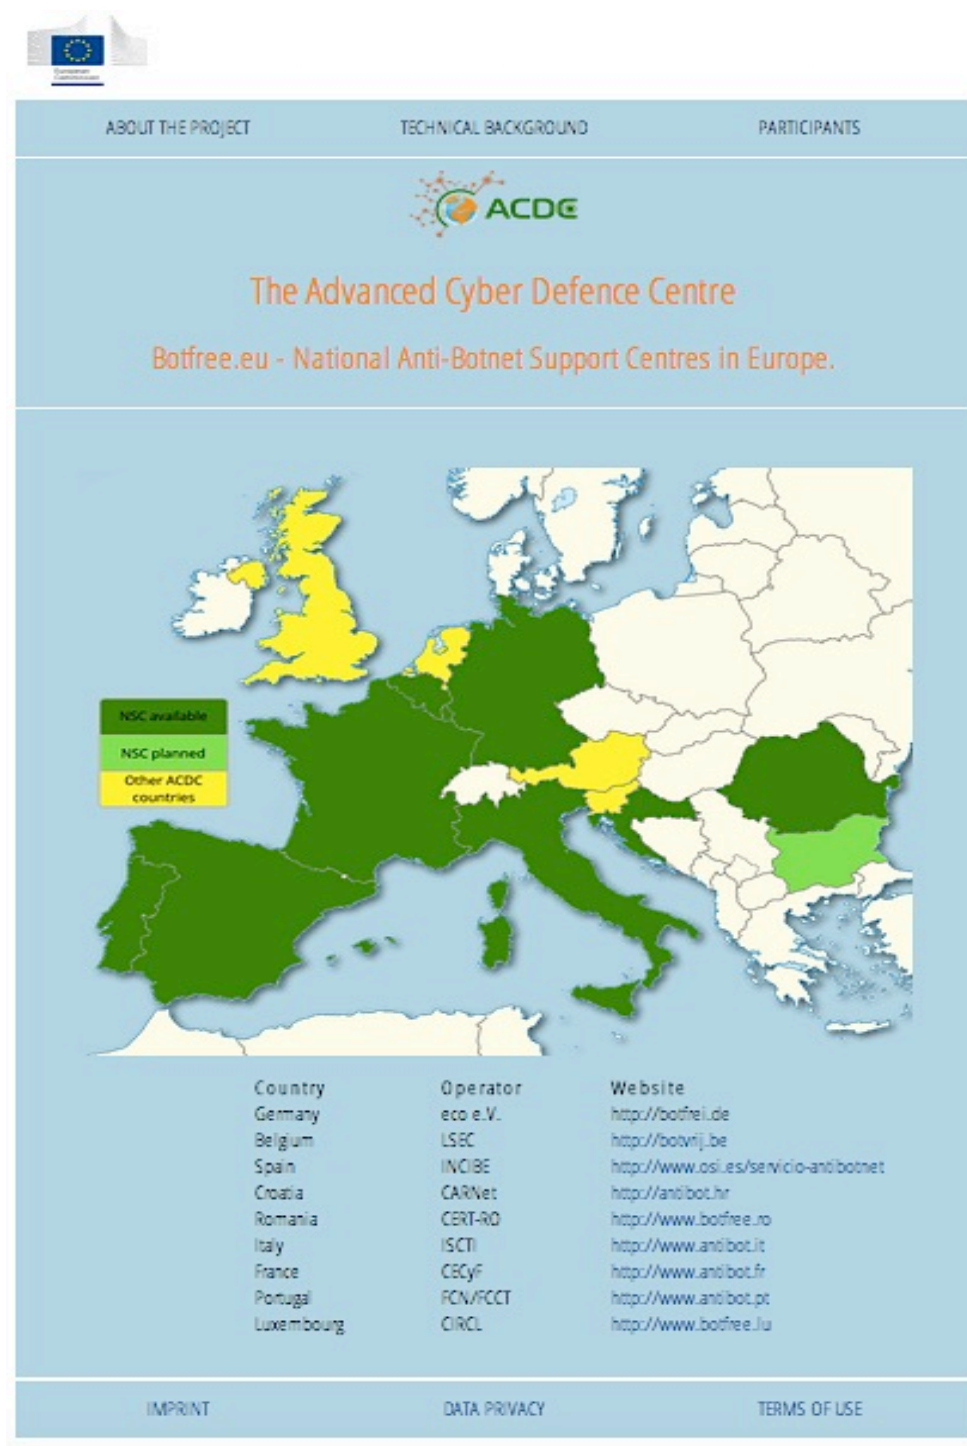 European
Commission
ABOUT THE PROJECT TECHNICAL BACKGROUND PARTICIPANTS
ACDC
The Advanced Cyber Defence Centre
Botfree.eu - National Anti-Botnet Support Centres in Europe.
NSC available
NSC planned
Other ACDC
countries
Country Operator Website
Germany eco e.V. http://botfrei.de
Belgium LSEC http://botvrij.be
Spain INCIBE http://www.osi.es/servicio-antibotnet
Croatia CARNet http://antibot.hr
Romania CERT-RO http://www.botfree.ro
Italy ISCTI http://www.antibot.it
France CECyF http://www.antibot.fr
Portugal FCN/FCCT http://www.antibot.pt
Luxembourg CIRCL http://www.botfree.lu
IMPRINT DATA PRIVACY TERMS OF USE